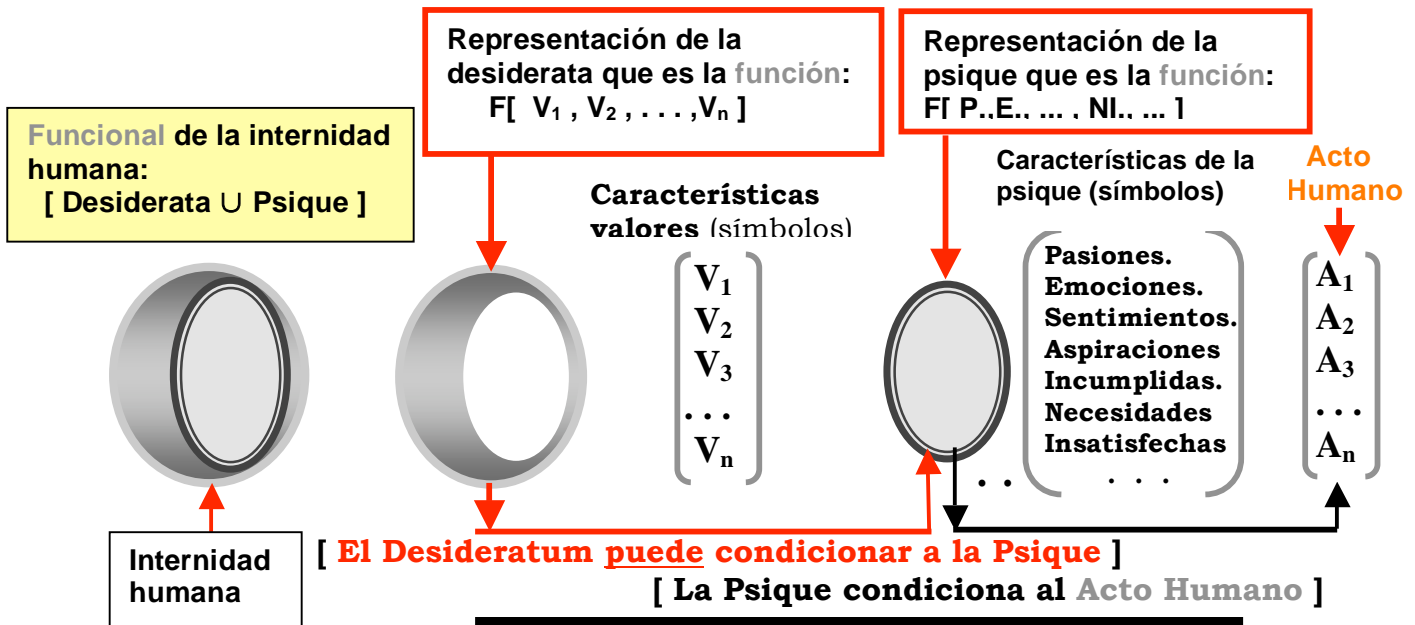 Funcional de la internidad
humana:
[ Desiderata ∪ Psique ]
Representación de la
desiderata que es la función:
F[ V₁ , V₂ , . . . ,Vₙ ]
Representación de la
psique que es la función:
F[ P.,E., ... , NI., ... ]
Características
valores (símbolos)
V₁
V₂
V₃
. . .
Vₙ
Características de la
psique (símbolos)
Pasiones.
Emociones.
Sentimientos.
Aspiraciones
Incumplidas.
Necesidades
Insatisfechas
. . .
. .
Acto
Humano
A₁
A₂
A₃
. . .
Aₙ
Internidad
humana
[ El Desideratum puede condicionar a la Psique ]
[ La Psique condiciona al Acto Humano ]